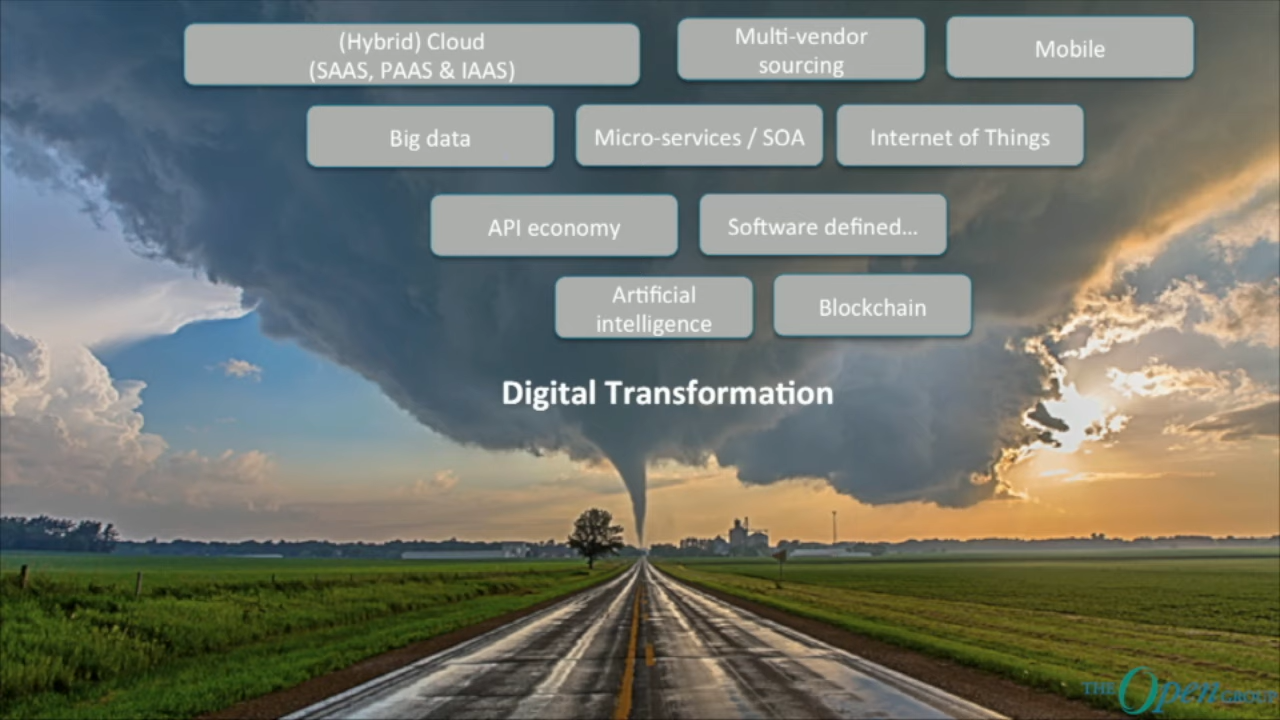 (Hybrid) Cloud
(SAAS, PAAS & IAAS)
Multi-vendor
sourcing
Mobile
Big data
Micro-services / SOA
Internet of Things
API economy
Software defined...
Artificial
intelligence
Blockchain
Digital Transformation
THE Open GROUP